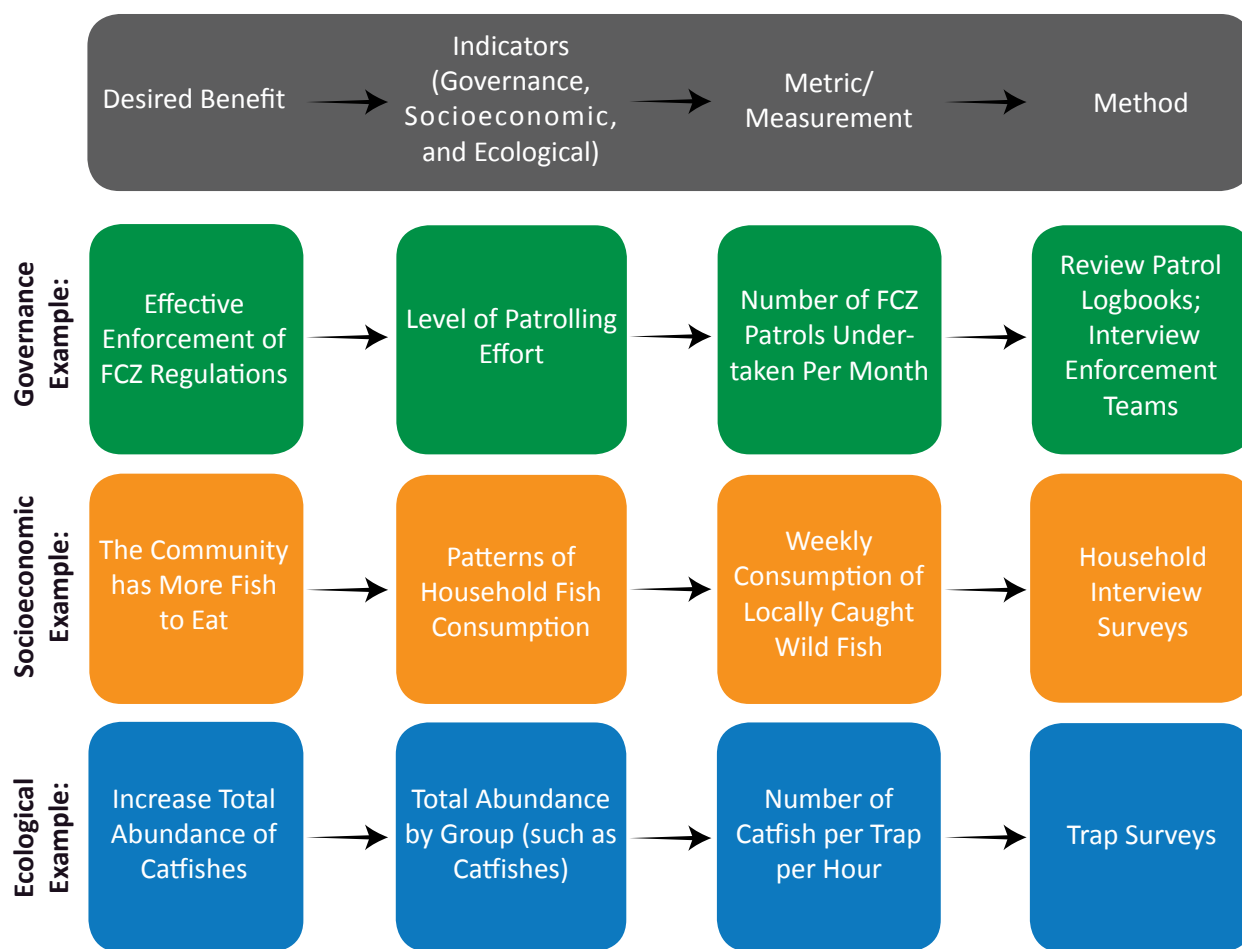 Desired Benefit
Indicators
(Governance,
Socioeconomic,
and Ecological)
Metric/
Measurement
Method
Governance
Example:
Effective
Enforcement of
FCZ Regulations
Level of Patrolling
Effort
Number of FCZ
Patrols Under-
taken Per Month
Review Patrol
Logbooks;
Interview
Enforcement
Teams
Socioeconomic
Example:
The Community
has More Fish
to Eat
Patterns of
Household Fish
Consumption
Weekly
Consumption of
Locally Caught
Wild Fish
Household
Interview
Surveys
Ecological
Example:
Increase Total
Abundance of
Catfishes
Total Abundance
by Group (such as
Catfishes)
Number of
Catfish per Trap
per Hour
Trap Surveys